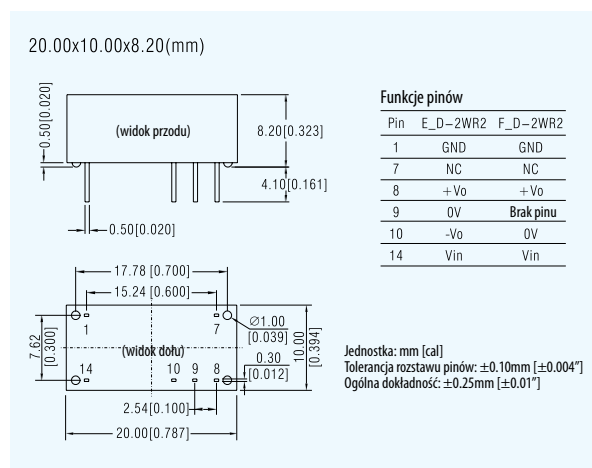 20.00x10.00x8.20(mm)
0.50[0.020]
(widok przodu)
8.20[0.323]
4.10[0.161]
0.50[0.020]
17.78 [0.700]
15.24 [0.600]
1
7
Ø1.00
[0.039]
7.62
[0.300]
(widok dołu)
10.00
[0.394]
0.30
[0.012]
14
10
9
8
2.54[0.100]
20.00[0.787]
Funkcje pinów
Pin E_D–2WR2 F_D–2WR2
1 GND GND
7 NC NC
8 +Vo +Vo
9 0V Brak pinu
10 -Vo 0V
14 Vin Vin
Jednostka: mm [cal]
Tolerancja rozstawu pinów: ±0.10mm [±0.004"]
Ogólna dokładność: ±0.25mm [±0.01"]